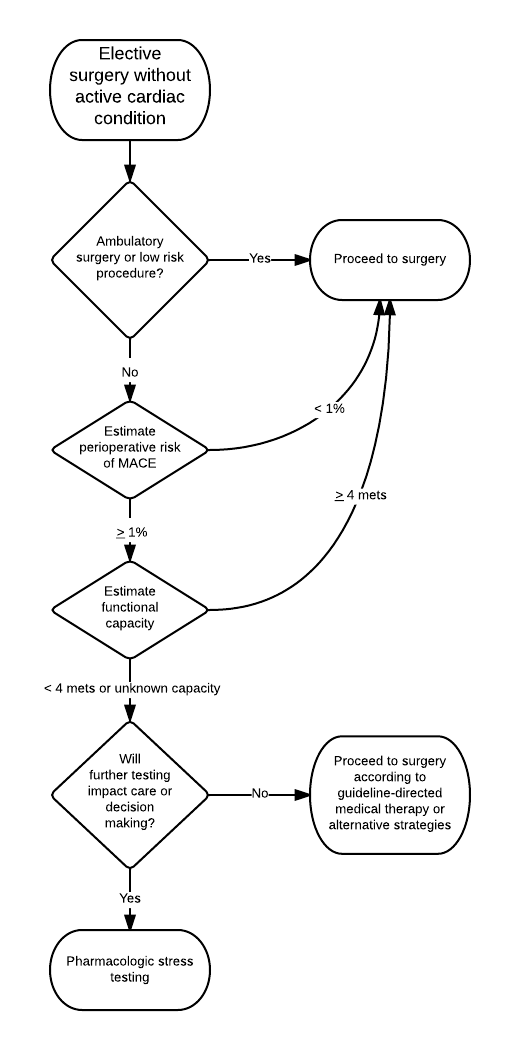 Elective
surgery without
active cardiac
condition
Ambulatory
surgery or low risk
procedure?
Yes
Proceed to surgery
No
Estimate
perioperative risk
of MACE
< 1%
≥ 1%
≥ 4 mets
Estimate
functional
capacity
< 4 mets or unknown capacity
Will
further testing
impact care or
decision
making?
No
Proceed to surgery
according to
guideline-directed
medical therapy or
alternative strategies
Yes
Pharmacologic stress
testing